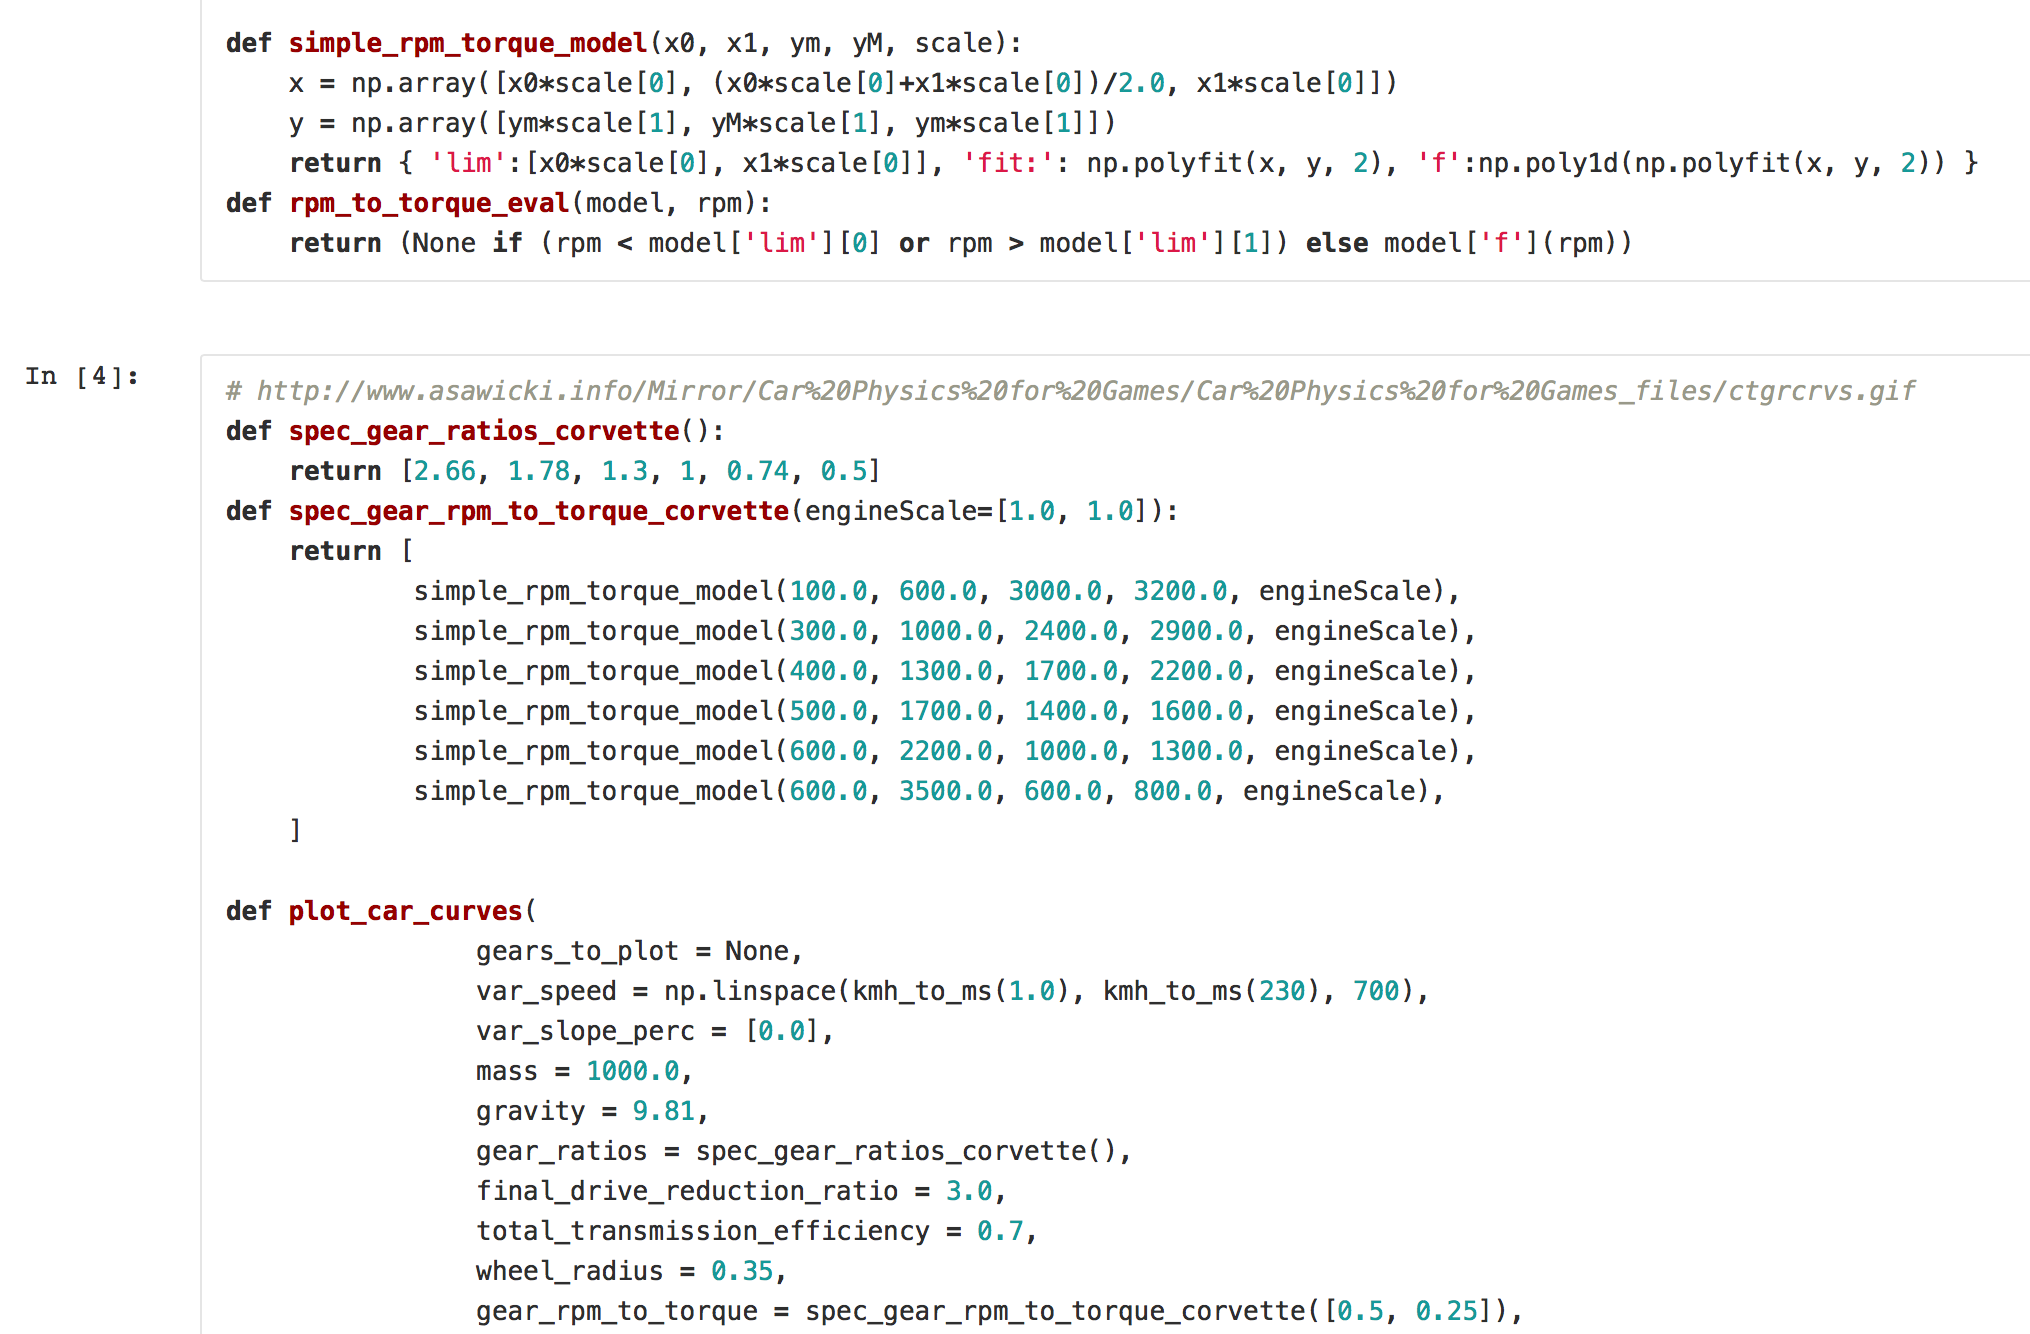 def simple_rpm_torque_model(x0, x1, ym, yM, scale):
    x = np.array([x0*scale[0], (x0*scale[0]+x1*scale[0])/2.0, x1*scale[0]])
    y = np.array([ym*scale[1], yM*scale[1], ym*scale[1]])
    return { 'lim':[x0*scale[0], x1*scale[0]], 'fit:': np.polyfit(x, y, 2), 'f':np.poly1d(np.polyfit(x, y, 2)) }
def rpm_to_torque_eval(model, rpm):
    return (None if (rpm < model['lim'][0] or rpm > model['lim'][1]) else model['f'](rpm))
In [4]:
# http://www.asawicki.info/Mirror/Car%20Physics%20for%20Games/Car%20Physics%20for%20Games_files/ctgrcrvs.gif
def spec_gear_ratios_corvette():
    return [2.66, 1.78, 1.3, 1, 0.74, 0.5]
def spec_gear_rpm_to_torque_corvette(engineScale=[1.0, 1.0]):
    return [
            simple_rpm_torque_model(100.0, 600.0, 3000.0, 3200.0, engineScale),
            simple_rpm_torque_model(300.0, 1000.0, 2400.0, 2900.0, engineScale),
            simple_rpm_torque_model(400.0, 1300.0, 1700.0, 2200.0, engineScale),
            simple_rpm_torque_model(500.0, 1700.0, 1400.0, 1600.0, engineScale),
            simple_rpm_torque_model(600.0, 2200.0, 1000.0, 1300.0, engineScale),
            simple_rpm_torque_model(600.0, 3500.0, 600.0, 800.0, engineScale),
    ]
def plot_car_curves(
                gears_to_plot = None,
                var_speed = np.linspace(kmh_to_ms(1.0), kmh_to_ms(230), 700),
                var_slope_perc = [0.0],
                mass = 1000.0,
                gravity = 9.81,
                gear_ratios = spec_gear_ratios_corvette(),
                final_drive_reduction_ratio = 3.0,
                total_transmission_efficiency = 0.7,
                wheel_radius = 0.35,
                gear_rpm_to_torque = spec_gear_rpm_to_torque_corvette([0.5, 0.25]),